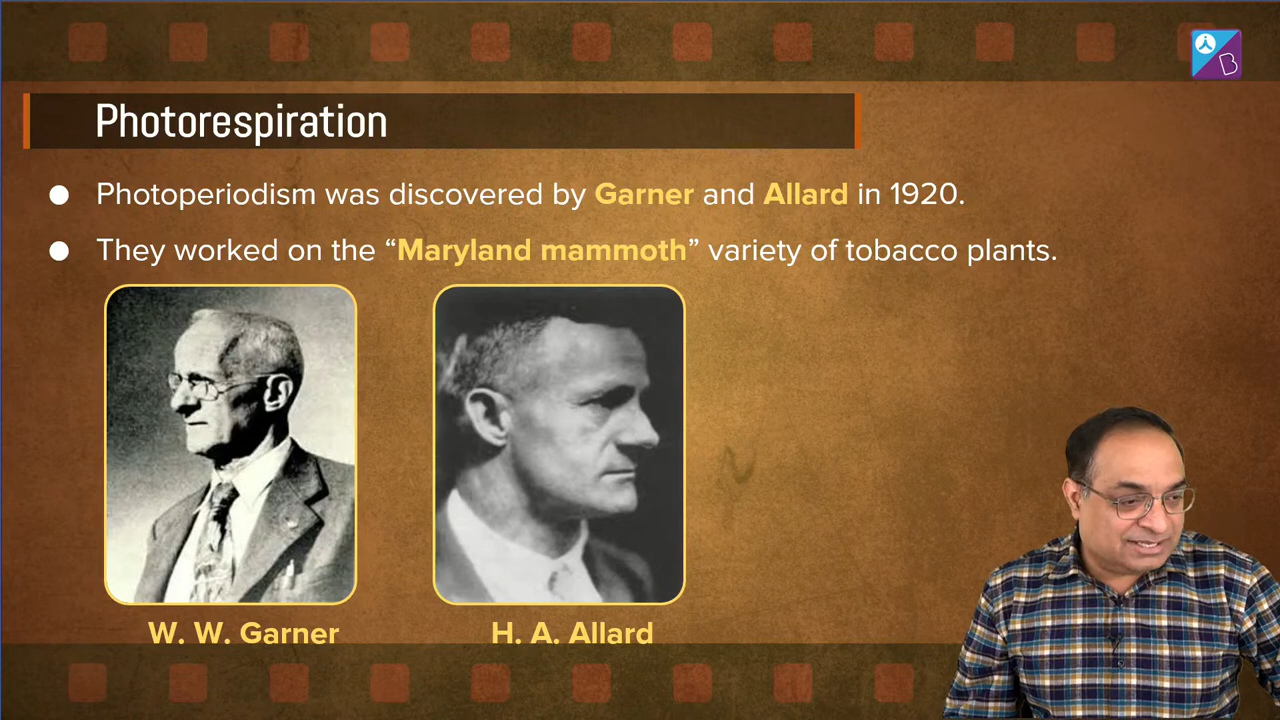 Photorespiration
● Photoperiodism was discovered by Garner and Allard in 1920.
● They worked on the “Maryland mammoth” variety of tobacco plants.
W. W. Garner
H. A. Allard
B